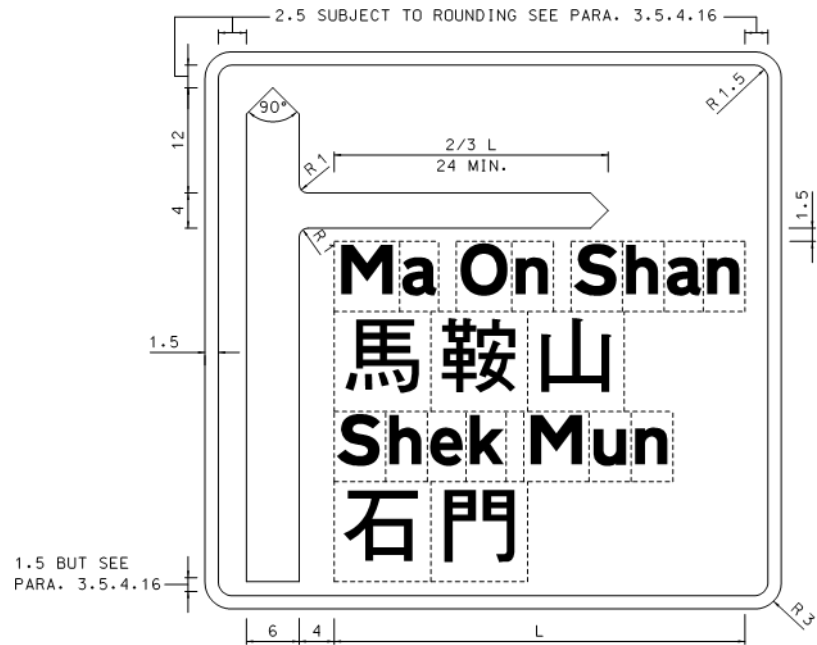 2.5 SUBJECT TO ROUNDING SEE PARA. 3.5.4.16
R1.5
90°
12
2/3 L
24 MIN.
R1
4
1.5
R1
Ma On Shan
馬鞍山
1.5
Shek Mun
石門
1.5 BUT SEE
PARA. 3.5.4.16
R3
6 4 L